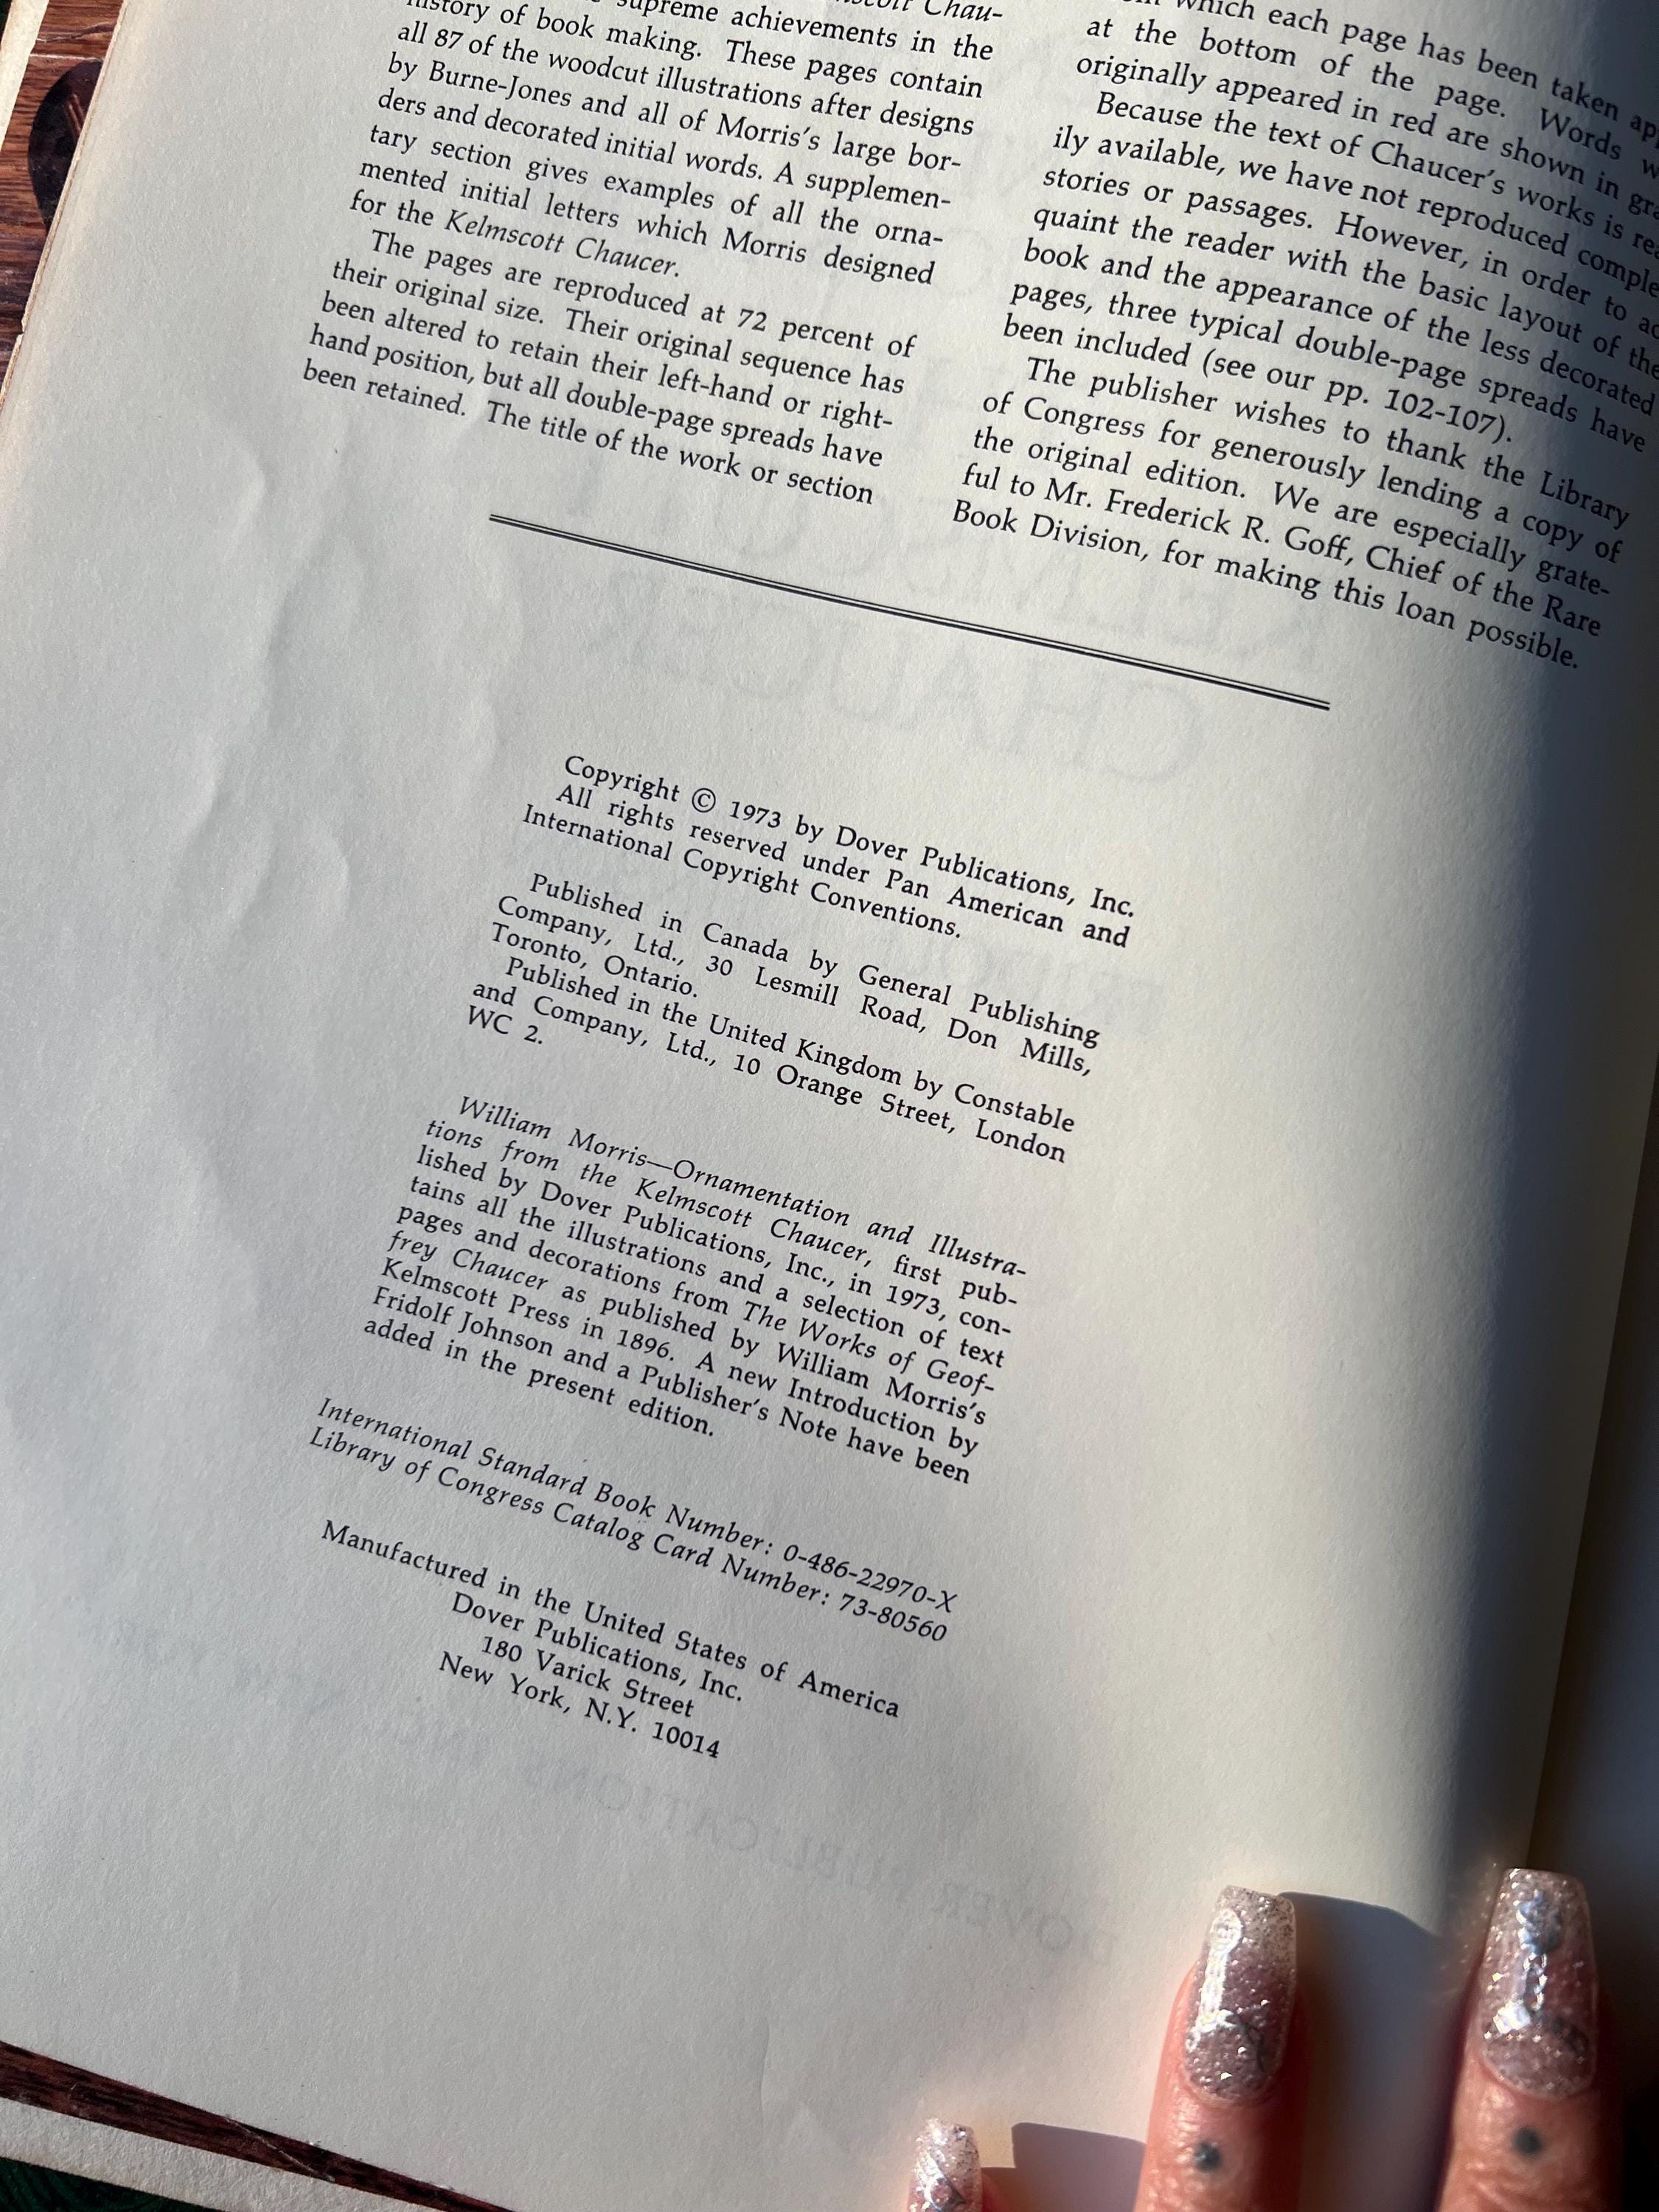 supreme achievements in the
history of book making. These pages contain
all 87 of the woodcut illustrations after designs
by Burne-Jones and all of Morris's large bor-
ders and decorated initial words. A supplemen-
tary section gives examples of all the orna-
mented initial letters which Morris designed
for the Kelmscott Chaucer.
The pages are reproduced at 72 percent of
their original size. Their original sequence has
been altered to retain their left-hand or right-
hand position, but all double-page spreads have
been retained. The title of the work or section
which each page has been taken
at the bottom of the page. Words
originally appeared in red are shown in
Because the text of Chaucer's works is
ily available, we have not reproduced
stories or passages. However, in order to
quaint the reader with the basic layout of the
book and the appearance of the less decorated
pages, three typical double-page spreads have
been included (see our pp. 102-107).
The publisher wishes to thank the Library
of Congress for generously lending a copy of
the original edition. We are especially grate-
ful to Mr. Frederick R. Goff, Chief of the Rare
Book Division, for making this loan possible.
Copyright © 1973 by Dover Publications, Inc.
All rights reserved under Pan American and
International Copyright Conventions.
Published in Canada by General Publishing
Company, Ltd., 30 Lesmill Road, Don Mills,
Toronto, Ontario.
Published in the United Kingdom by Constable
and Company, Ltd., 10 Orange Street, London
WC 2.
William Morris—Ornamentation and Illustra-
tions from the Kelmscott Chaucer, first pub-
lished by Dover Publications, Inc., in 1973, con-
tains all the illustrations and a selection of text
pages and decorations from The Works of Geof-
frey Chaucer as published by William Morris's
Kelmscott Press in 1896. A new Introduction by
Fridolf Johnson and a Publisher's Note have been
added in the present edition.
International Standard Book Number: 0-486-22970-X
Library of Congress Catalog Card Number: 73-80560
Manufactured in the United States of America
Dover Publications, Inc.
180 Varick Street
New York, N.Y. 10014